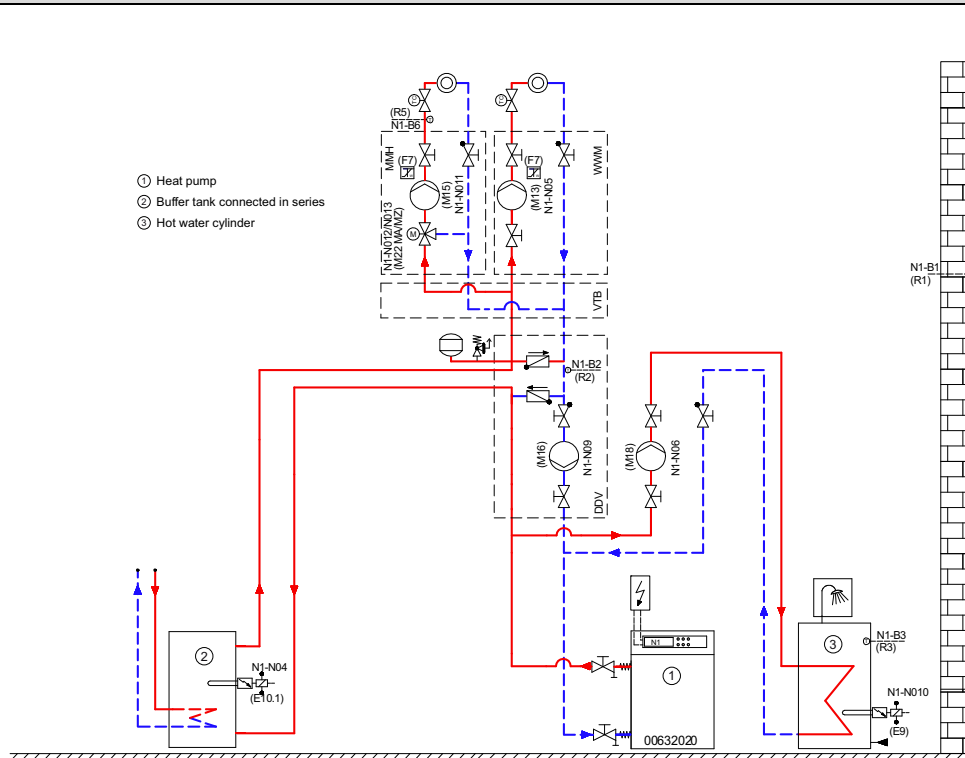 TC
TC
(R5)
N1-B6
MMH
(F7)
(M15)
N1-N011
N1-N012/N013
(M22 MA/MZ)
M
(F7)
(M13)
N1-N05
WWM
① Heat pump
② Buffer tank connected in series
③ Hot water cylinder
N1-B1
(R1)
VTB
N1-B2
(R2)
(M16)
N1-N09
(M18)
N1-N06
DDV
N1
②
N1-N04
(E10.1)
①
③
T
N1-B3
(R3)
N1-N010
(E9)
00632020